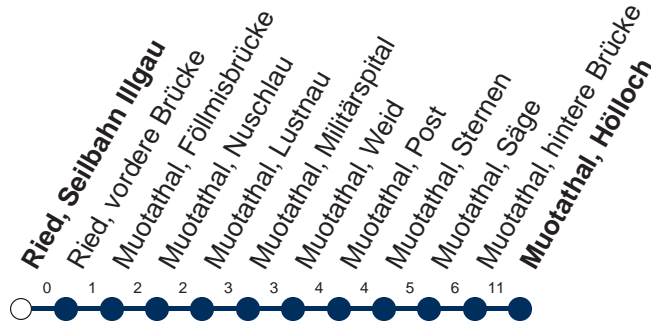 Ried, Seilbahn Illgau
Ried, vordere Brücke
Muotathal, Föllmisbrücke
Muotathal, Nuschlau
Muotathal, Lustnau
Muotathal, Militärspital
Muotathal, Weid
Muotathal, Post
Muotathal, Sternen
Muotathal, Säge
Muotathal, hintere Brücke
Muotathal, Hölloch
0 1 2 2 3 3 4 4 5 6 11